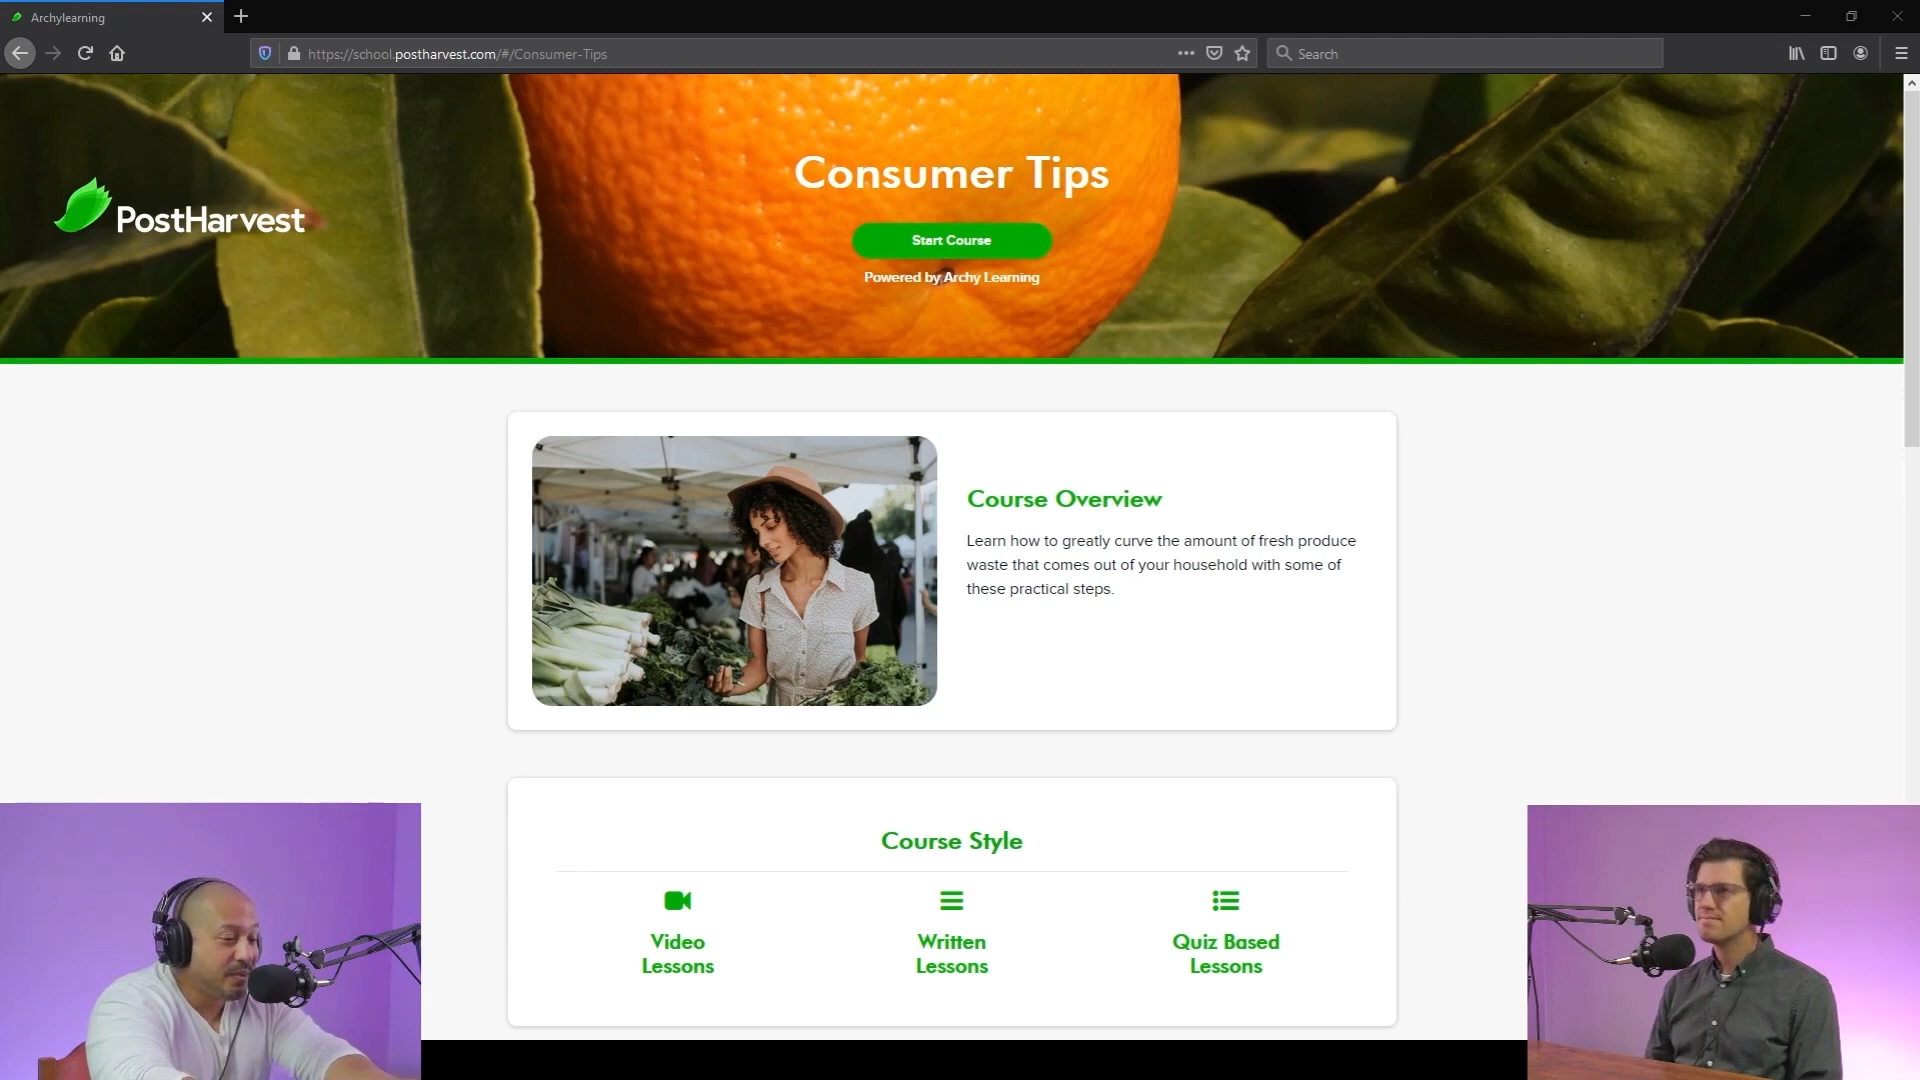 Archylearning
https://school.postharvest.com/#/Consumer-Tips
Search
Consumer Tips
PostHarvest
Start Course
Powered by Archy Learning
Course Overview
Learn how to greatly curve the amount of fresh produce
waste that comes out of your household with some of
these practical steps.
Course Style
Video
Lessons
Written
Lessons
Quiz Based
Lessons